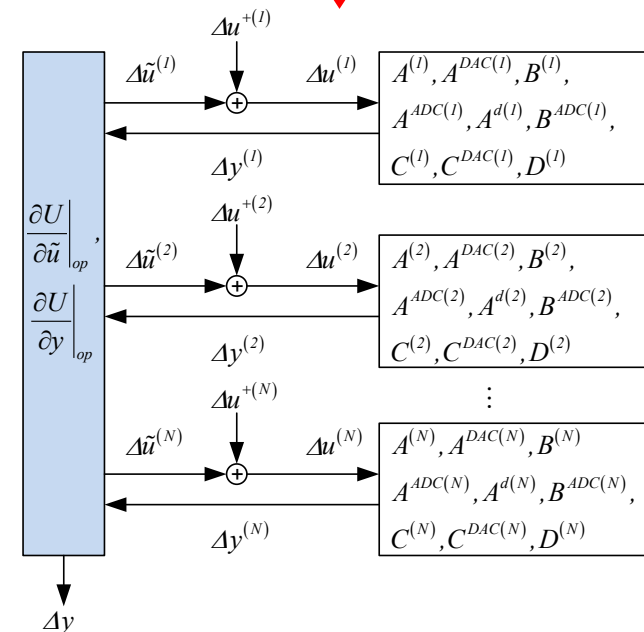 Δu⁺⁽¹⁾
Δũ⁽¹⁾ Δu⁽¹⁾
Δy⁽¹⁾
A⁽¹⁾, A^DAC(1), B⁽¹⁾,
A^ADC(1), A^d(1), B^ADC(1),
C⁽¹⁾, C^DAC(1), D⁽¹⁾
∂U/∂ũ|op,
∂U/∂y|op
Δu⁺⁽²⁾
Δũ⁽²⁾ Δu⁽²⁾
Δy⁽²⁾
A⁽²⁾, A^DAC(2), B⁽²⁾,
A^ADC(2), A^d(2), B^ADC(2),
C⁽²⁾, C^DAC(2), D⁽²⁾
⋮
Δu⁺⁽ᴺ⁾
Δũ⁽ᴺ⁾ Δu⁽ᴺ⁾
Δy⁽ᴺ⁾
A⁽ᴺ⁾, A^DAC(N), B⁽ᴺ⁾
A^ADC(N), A^d(N), B^ADC(N),
C⁽ᴺ⁾, C^DAC(N), D⁽ᴺ⁾
Δy